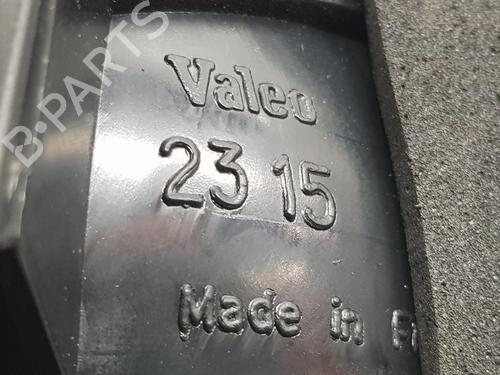 B-PARTS
Valeo
23 15
Made in F